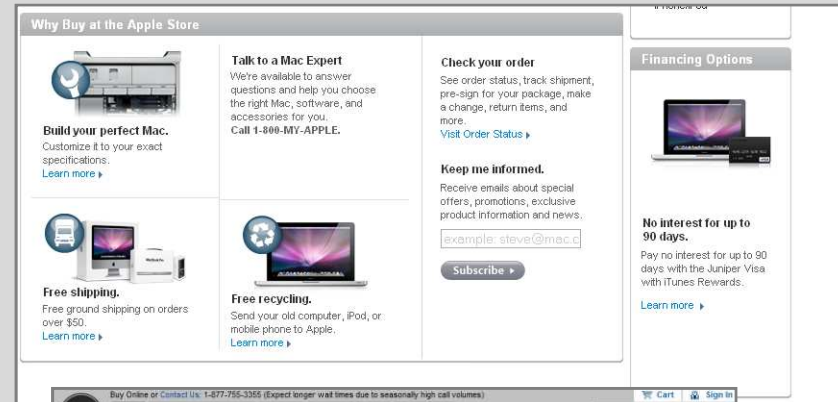 Why Buy at the Apple Store
Build your perfect Mac.
Customize it to your exact
specifications.
Learn more
Talk to a Mac Expert
We're available to answer
questions and help you choose
the right Mac, software, and
accessories for you.
Call 1-800-MY-APPLE.
Free shipping.
Free ground shipping on orders
over $50.
Learn more
Free recycling.
Send your old computer, iPod, or
mobile phone to Apple.
Learn more
Check your order
See order status, track shipment,
pre-sign for your package, make
a change, return items, and
more.
Visit Order Status
Keep me informed.
Receive emails about special
offers, promotions, exclusive
product information and news.
example: steve@mac.c
Subscribe
Financing Options
No interest for up to
90 days.
Pay no interest for up to 90
days with the Juniper Visa
with iTunes Rewards.
Learn more
Buy Online or Contact Us: 1-877-755-3355 (Expect longer wait times due to seasonally high call volumes)
Cart
Sign In